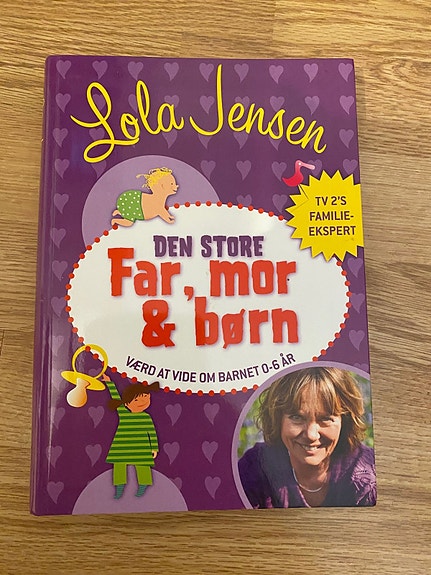 Lola Jensen
TV 2'S
FAMILIE-
EKSPERT
DEN STORE
Far, mor
& børn
VÆRD AT VIDE OM BARNET 0-6 ÅR